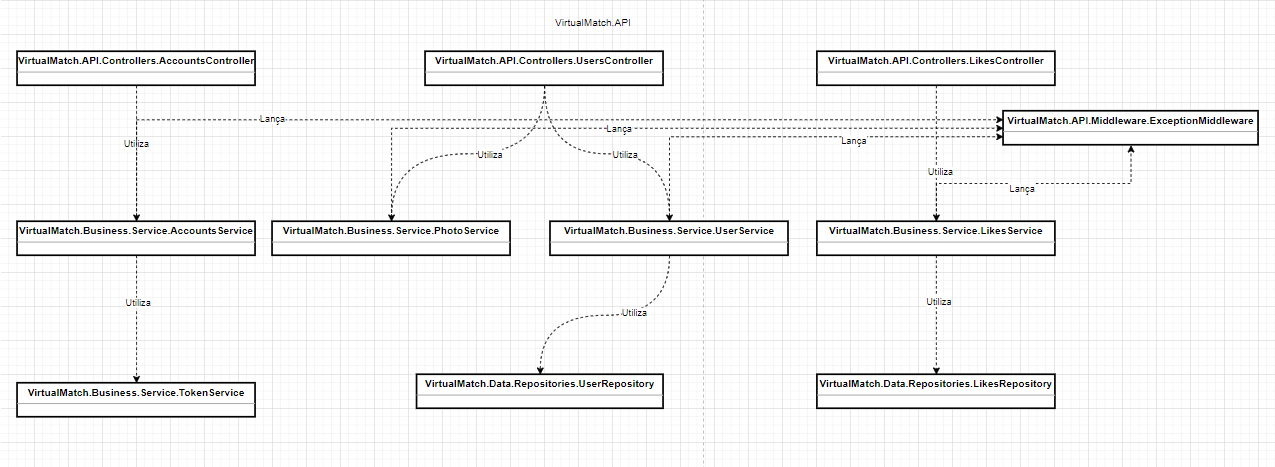 VirtualMatch.API
VirtualMatch.API.Controllers.AccountsController
VirtualMatch.API.Controllers.UsersController
VirtualMatch.API.Controllers.LikesController
Lança
VirtualMatch.API.Middleware.ExceptionMiddleware
Lança
Lança
Utiliza
Utiliza
Utiliza
Utiliza
Lança
VirtualMatch.Business.Service.AccountsService
VirtualMatch.Business.Service.PhotoService
VirtualMatch.Business.Service.UserService
VirtualMatch.Business.Service.LikesService
Utiliza
Utiliza
Utiliza
VirtualMatch.Business.Service.TokenService
VirtualMatch.Data.Repositories.UserRepository
VirtualMatch.Data.Repositories.LikesRepository